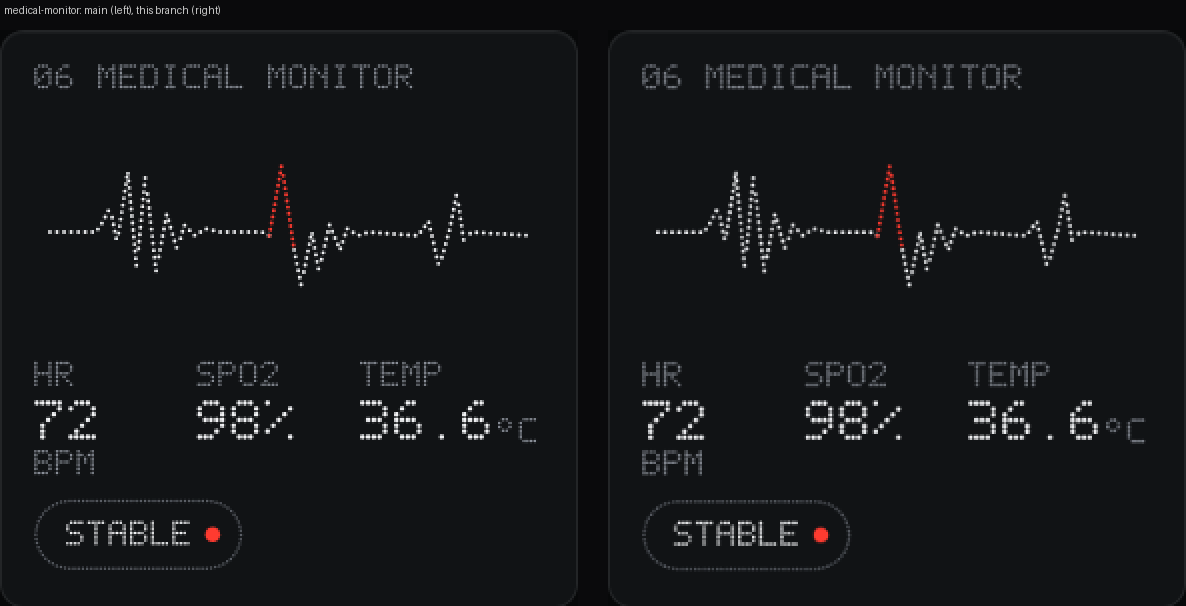 medical-monitor: main (left), this branch (right)
06 MEDICAL MONITOR
HR SPO2 TEMP
72 98% 36.6°C
BPM
STABLE
06 MEDICAL MONITOR
HR SPO2 TEMP
72 98% 36.6°C
BPM
STABLE